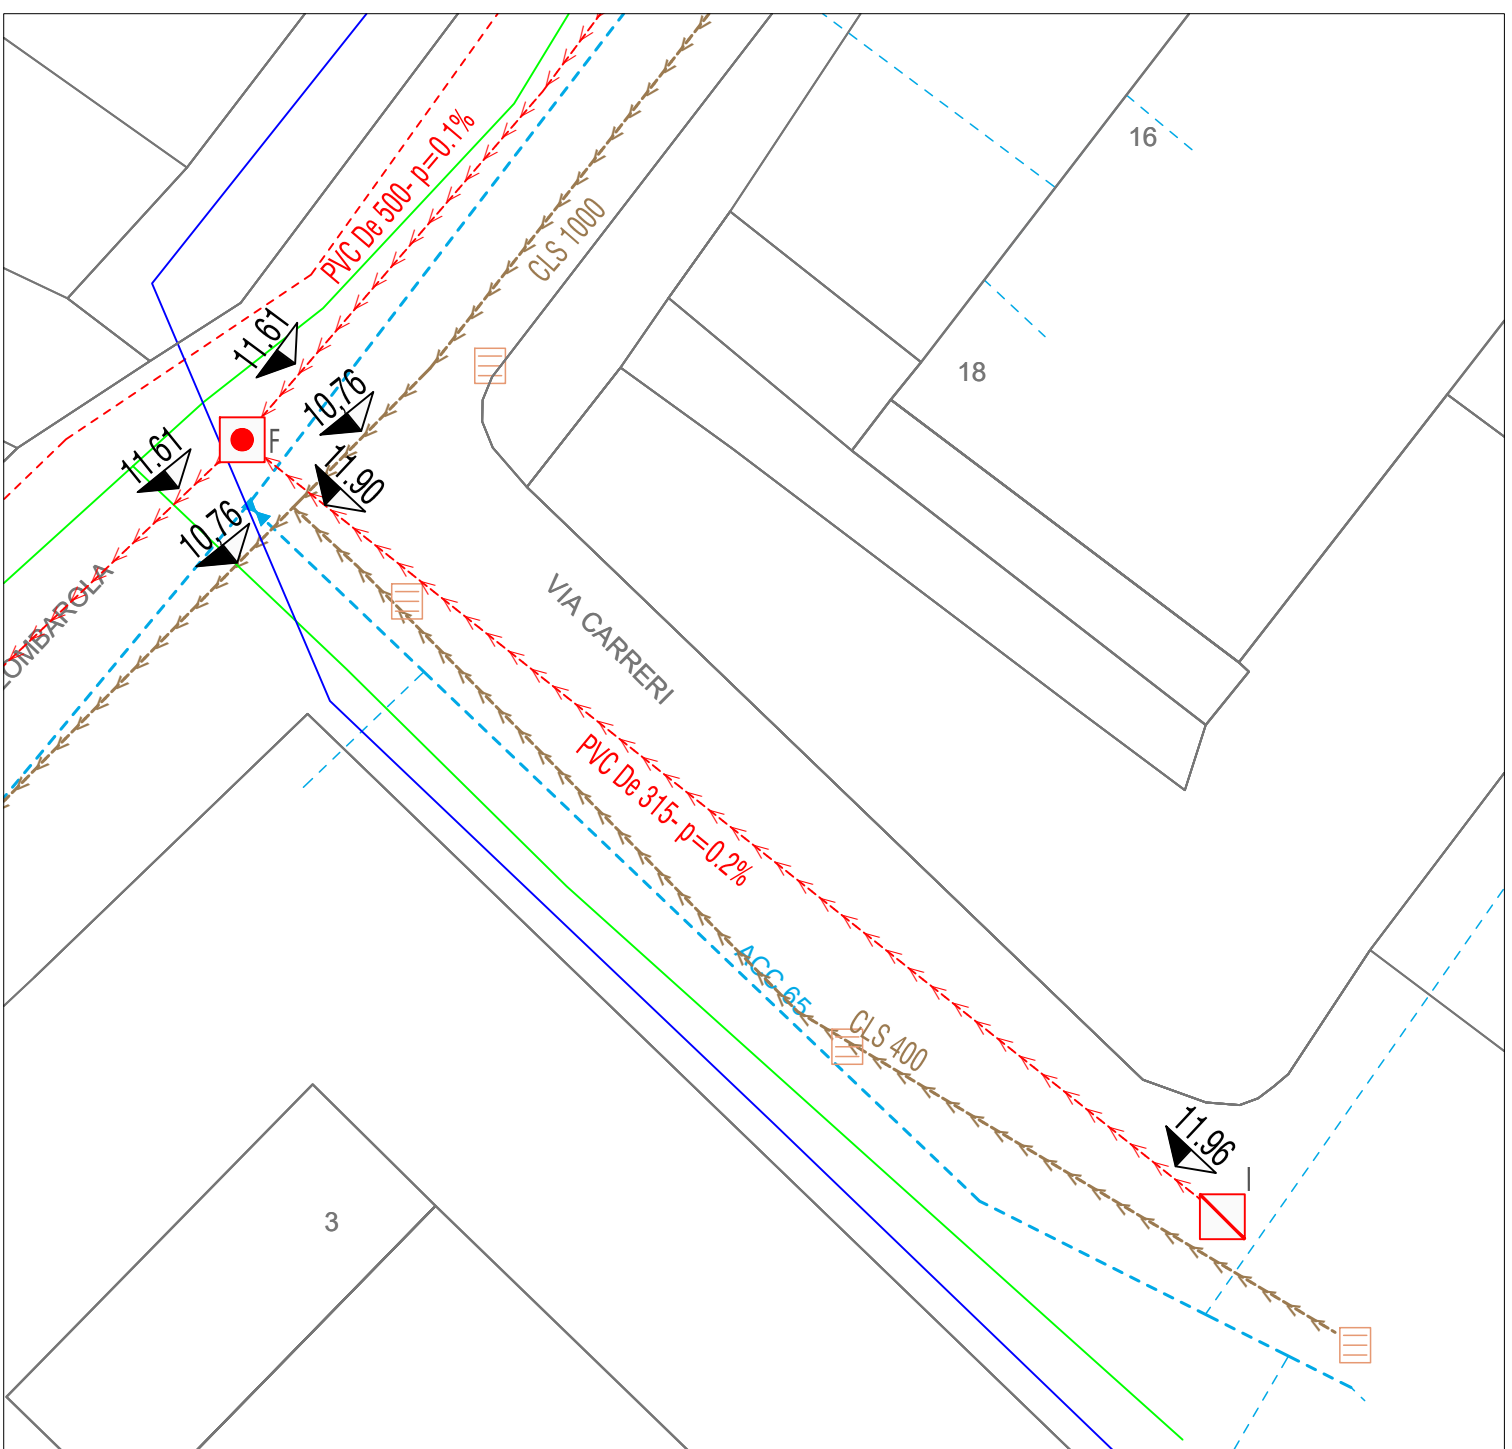 16
PVC De 500- p=0.1%
CLS 1000
11.61
18
10,76
F
11.61
11.90
10,76
OMBAROLA
VIA CARRERI
PVC De 315- p=0.2%
ACC 65
CLS 400
11.96
I
3